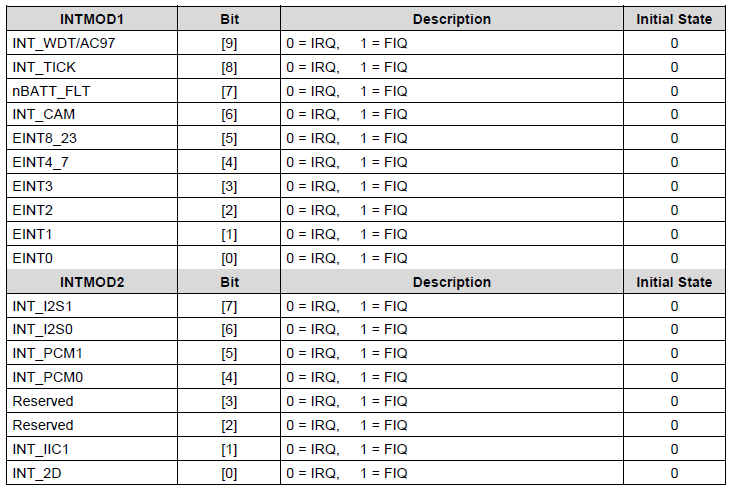 INTMOD1 Bit Description Initial State
INT_WDT/AC97 [9] 0 = IRQ, 1 = FIQ 0
INT_TICK [8] 0 = IRQ, 1 = FIQ 0
nBATT_FLT [7] 0 = IRQ, 1 = FIQ 0
INT_CAM [6] 0 = IRQ, 1 = FIQ 0
EINT8_23 [5] 0 = IRQ, 1 = FIQ 0
EINT4_7 [4] 0 = IRQ, 1 = FIQ 0
EINT3 [3] 0 = IRQ, 1 = FIQ 0
EINT2 [2] 0 = IRQ, 1 = FIQ 0
EINT1 [1] 0 = IRQ, 1 = FIQ 0
EINT0 [0] 0 = IRQ, 1 = FIQ 0
INTMOD2 Bit Description Initial State
INT_I2S1 [7] 0 = IRQ, 1 = FIQ 0
INT_I2S0 [6] 0 = IRQ, 1 = FIQ 0
INT_PCM1 [5] 0 = IRQ, 1 = FIQ 0
INT_PCM0 [4] 0 = IRQ, 1 = FIQ 0
Reserved [3] 0 = IRQ, 1 = FIQ 0
Reserved [2] 0 = IRQ, 1 = FIQ 0
INT_IIC1 [1] 0 = IRQ, 1 = FIQ 0
INT_2D [0] 0 = IRQ, 1 = FIQ 0